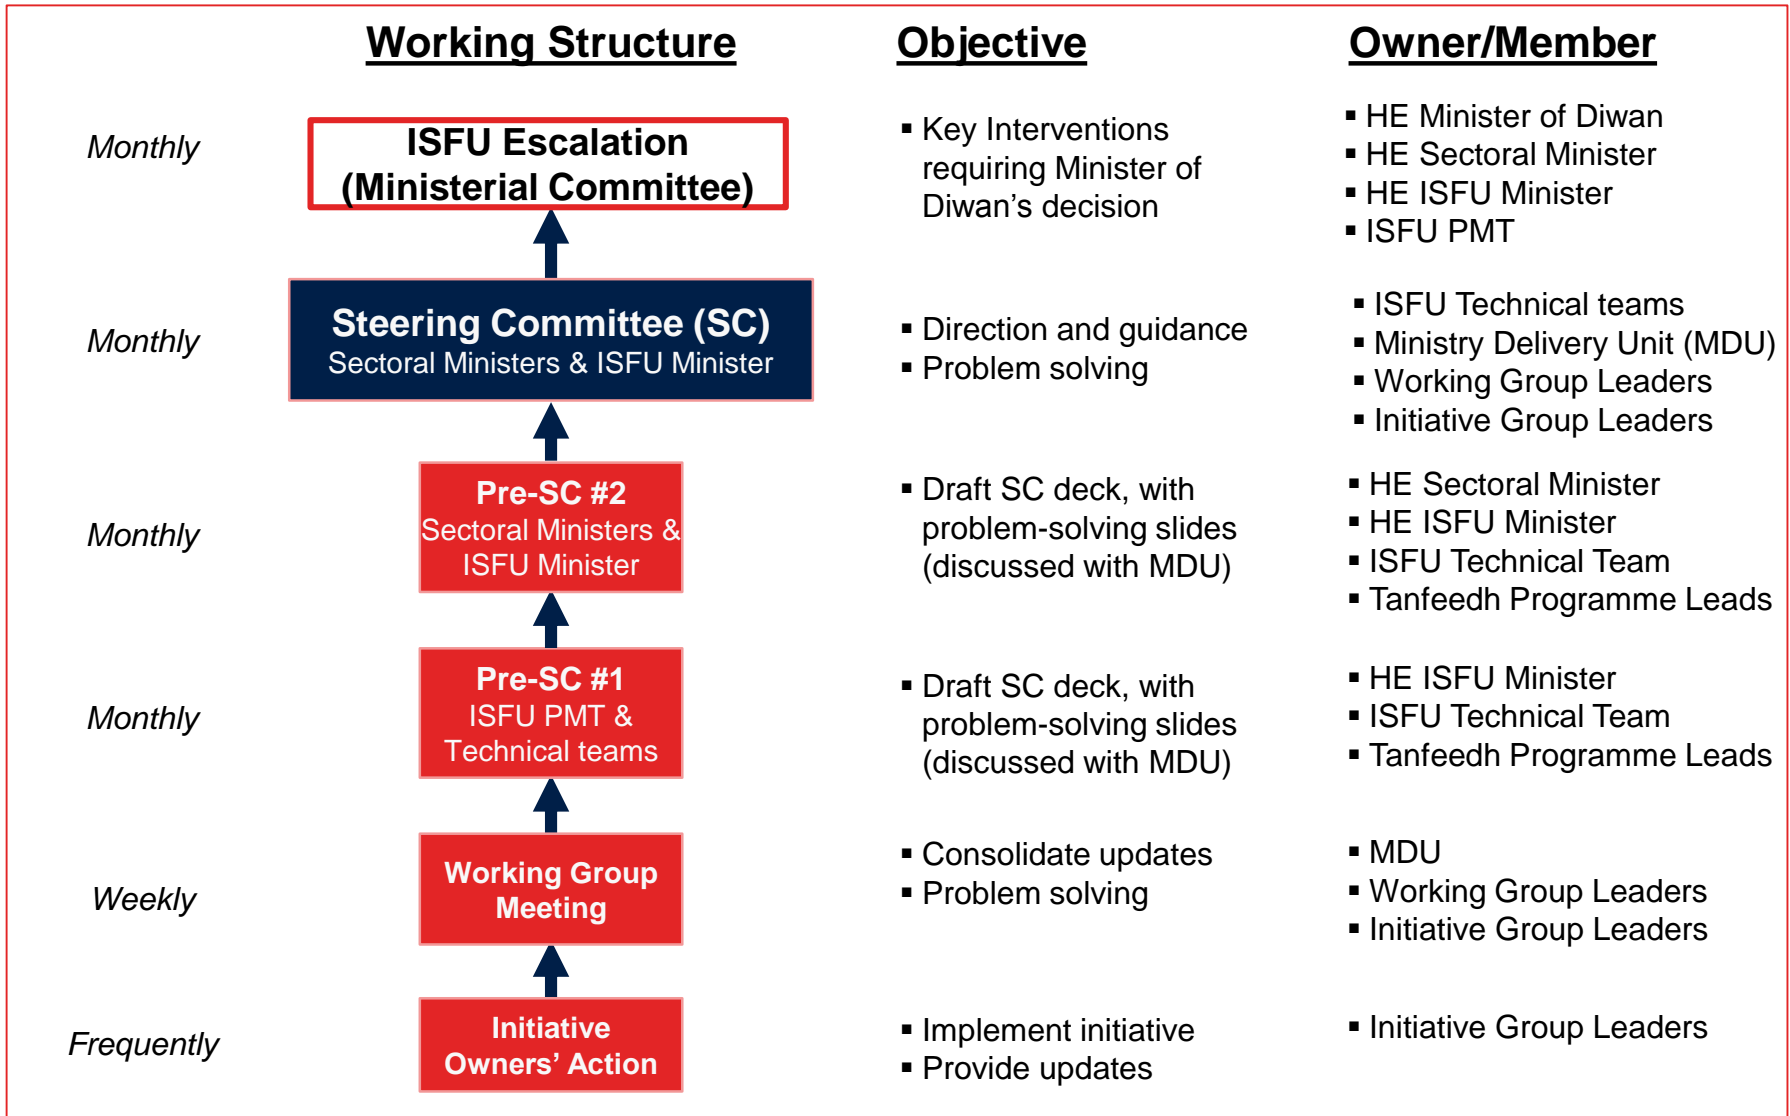 Working Structure
Objective
Owner/Member
Monthly
ISFU Escalation
(Ministerial Committee)
▪ Key Interventions
requiring Minister of
Diwan’s decision
▪ HE Minister of Diwan
▪ HE Sectoral Minister
▪ HE ISFU Minister
▪ ISFU PMT
Monthly
Steering Committee (SC)
Sectoral Ministers & ISFU Minister
▪ Direction and guidance
▪ Problem solving
▪ ISFU Technical teams
▪ Ministry Delivery Unit (MDU)
▪ Working Group Leaders
▪ Initiative Group Leaders
Monthly
Pre-SC #2
Sectoral Ministers &
ISFU Minister
▪ Draft SC deck, with
problem-solving slides
(discussed with MDU)
▪ HE Sectoral Minister
▪ HE ISFU Minister
▪ ISFU Technical Team
▪ Tanfeedh Programme Leads
Monthly
Pre-SC #1
ISFU PMT &
Technical teams
▪ Draft SC deck, with
problem-solving slides
(discussed with MDU)
▪ HE ISFU Minister
▪ ISFU Technical Team
▪ Tanfeedh Programme Leads
Weekly
Working Group
Meeting
▪ Consolidate updates
▪ Problem solving
▪ MDU
▪ Working Group Leaders
▪ Initiative Group Leaders
Frequently
Initiative
Owners’ Action
▪ Implement initiative
▪ Provide updates
▪ Initiative Group Leaders